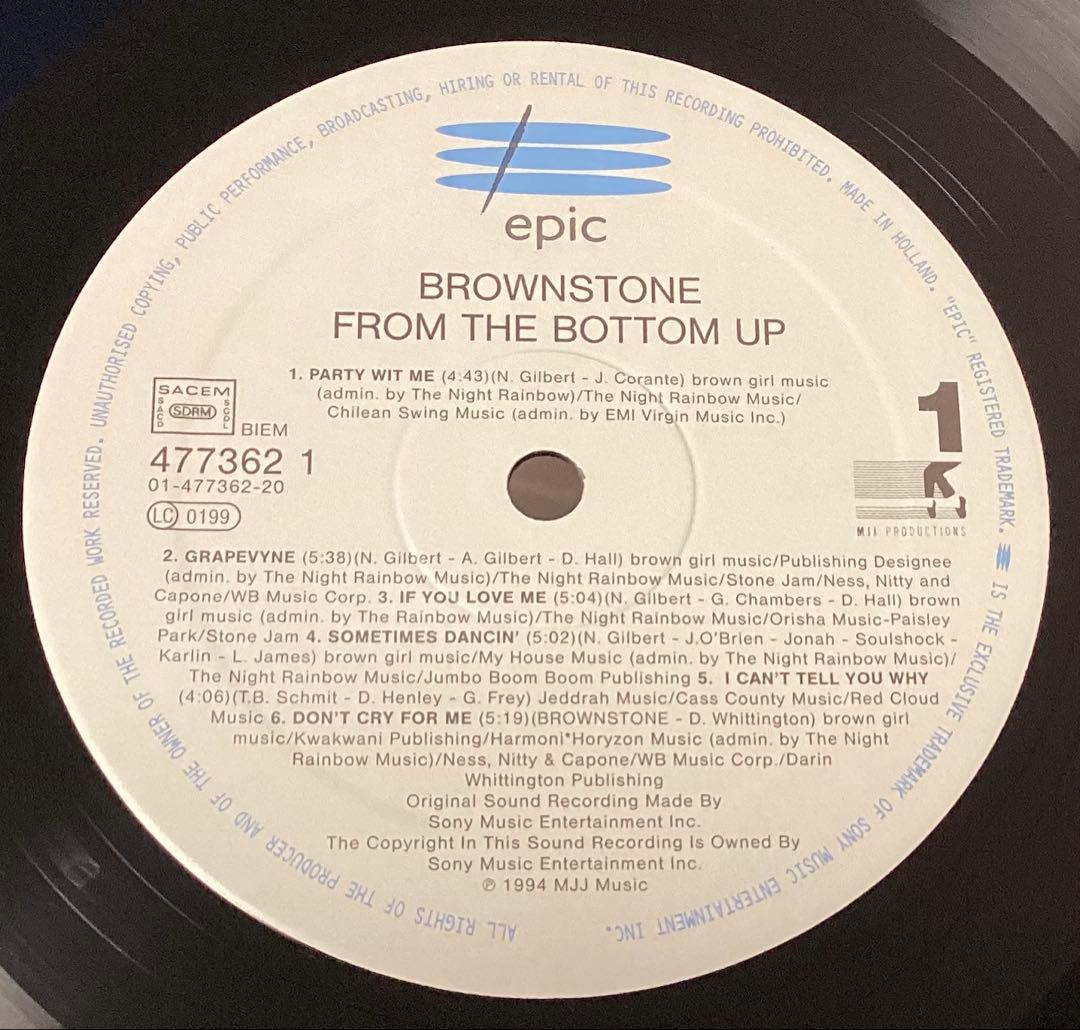 UNAUTHORISED COPYING, PUBLIC PERFORMANCE, BROADCASTING, HIRING OR RENTAL OF THIS RECORDING PROHIBITED. MADE IN HOLLAND. "EPIC" REGISTERED TRADEMARK. IS THE EXCLUSIVE TRADEMARK OF SONY MUSIC ENTERTAINMENT INC.
ALL RIGHTS OF THE PRODUCER AND OF THE OWNER OF THE RECORDED WORK RESERVED.
epic
BROWNSTONE
FROM THE BOTTOM UP
1. PARTY WIT ME (4:43)(N. Gilbert - J. Corante) brown girl music
(admin. by The Night Rainbow)/The Night Rainbow Music/
Chilean Swing Music (admin. by EMI Virgin Music Inc.)
SACEM
SACD
SDRM
SGDL
BIEM
477362 1
01-477362-20
LC 0199
1
MJJ PRODUCTIONS
2. GRAPEVYNE (5:38)(N. Gilbert - A. Gilbert - D. Hall) brown girl music/Publishing Designee
(admin. by The Night Rainbow Music)/The Night Rainbow Music/Stone Jam/Ness, Nitty and
Capone/WB Music Corp. 3. IF YOU LOVE ME (5:04)(N. Gilbert - G. Chambers - D. Hall) brown
girl music (admin. by The Rainbow Music)/The Night Rainbow Music/Orisha Music-Paisley
Park/Stone Jam 4. SOMETIMES DANCIN' (5:02)(N. Gilbert - J.O'Brien - Jonah - Soulshock -
Karlin - L. James) brown girl music/My House Music (admin. by The Night Rainbow Music)/
The Night Rainbow Music/Jumbo Boom Boom Publishing 5. I CAN'T TELL YOU WHY
(4:06)(T.B. Schmit - D. Henley - G. Frey) Jeddrah Music/Cass County Music/Red Cloud
Music 6. DON'T CRY FOR ME (5:19)(BROWNSTONE - D. Whittington) brown girl
music/Kwakwani Publishing/Harmoni*Horyzon Music (admin. by The Night
Rainbow Music)/Ness, Nitty & Capone/WB Music Corp./Darin
Whittington Publishing
Original Sound Recording Made By
Sony Music Entertainment Inc.
The Copyright In This Sound Recording Is Owned By
Sony Music Entertainment Inc.
℗ 1994 MJJ Music